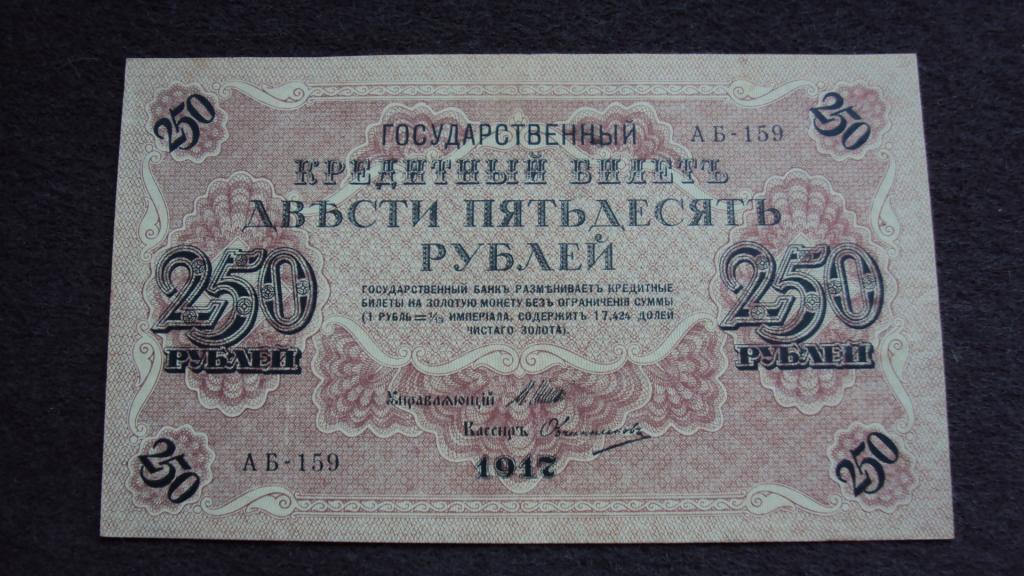 250 250
ГОСУДАРСТВЕННЫЙ АБ-159
КРЕДИТНЫЙ БИЛЕТЪ
ДВѢСТИ ПЯТЬДЕСЯТЪ
РУБЛЕЙ
250 РУБЛЕЙ
ГОСУДАРСТВЕННЫЙ БАНКЪ РАЗМѢНИВАЕТЪ КРЕДИТНЫЕ
БИЛЕТЫ НА ЗОЛОТУЮ МОНЕТУ БЕЗЪ ОГРАНИЧЕНІЯ СУММЫ
(1 РУБЛЬ = 1/15 ИМПЕРІАЛА, СОДЕРЖИТЪ 17,424 ДОЛЕЙ
ЧИСТАГО ЗОЛОТА).
250 РУБЛЕЙ
Управляющій
Кассиръ
АБ-159
1917
250 250